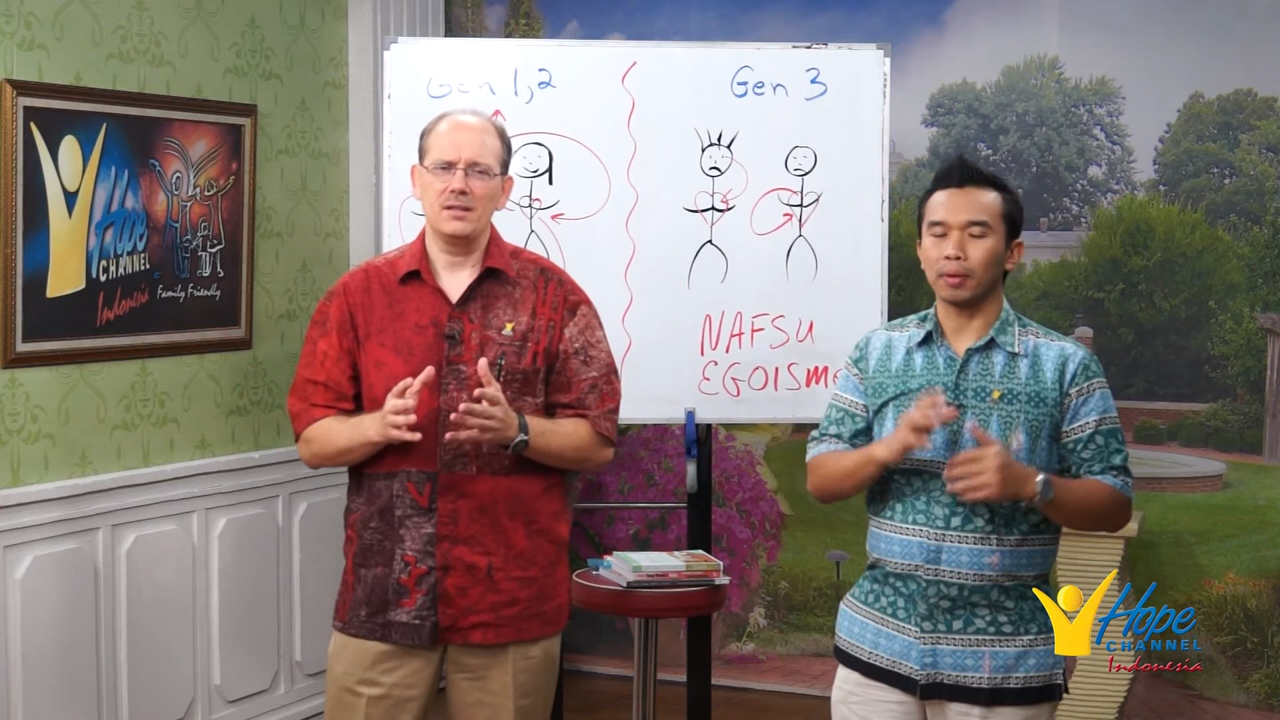 Gen 1,2
Gen 3
NAFSU
EGOISME
Hope
CHANNEL
Indonesia
Family Friendly
Hope
CHANNEL
Indonesia